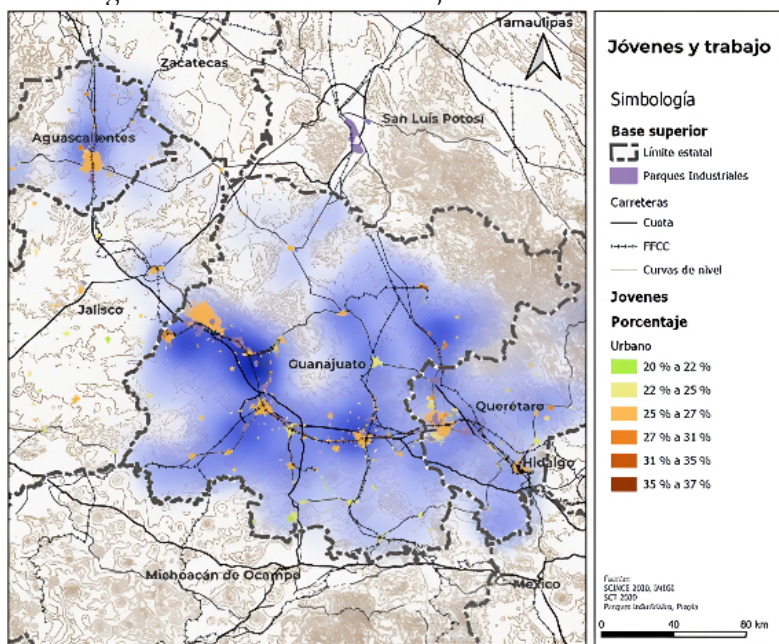 Tamaulipas
Zacatecas
San Luis Potosí
Aguascalientes
Jalisco
Guanajuato
Querétaro
Hidalgo
Michoacán de Ocampo
México
Jóvenes y trabajo
Simbología
Base superior
Límite estatal
Parques Industriales
Carreteras
Cuota
FFCC
Curvas de nivel
Jovenes
Porcentaje
Urbano
20 % a 22 %
22 % a 25 %
25 % a 27 %
27 % a 31 %
31 % a 35 %
35 % a 37 %
Fuentes
SCINCE 2020, INEGI
SCT 2020
Parques industriales, Propia
0 40 80 km